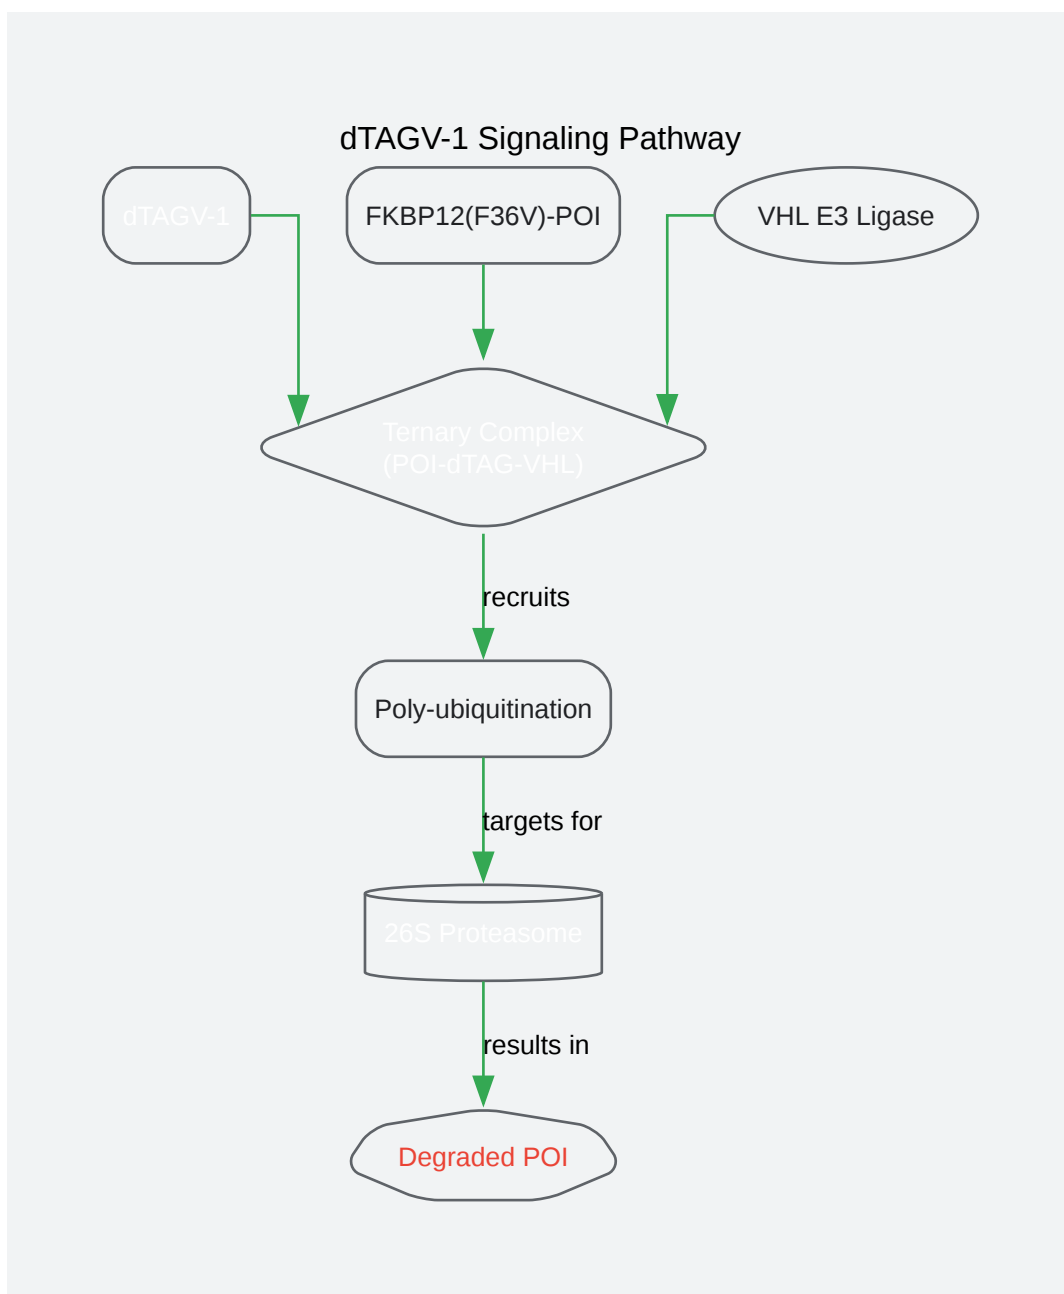 dTAGV-1 Signaling Pathway
dTAGV-1
FKBP12(F36V)-POI
VHL E3 Ligase
Ternary Complex
(POI-dTAG-VHL)
recruits
Poly-ubiquitination
targets for
26S Proteasome
results in
Degraded POI